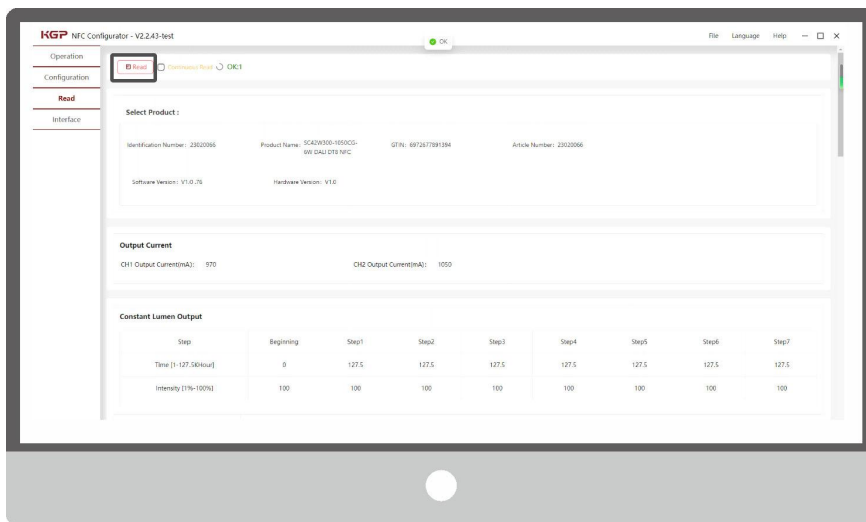 KGP NFC Configurator - V2.2.43-test
OK
File Language Help
Operation
Configuration
Read
Interface
Read Continuous Read OK:1
Select Product :
Identification Number: 23020066
Product Name: SC42W300-1050CG-
6W DALI DT8 NFC
GTIN: 6972677891394
Article Number: 23020066
Software Version: V1.0 .76
Hardware Version: V1.0
Output Current
CH1 Output Current(mA): 970
CH2 Output Current(mA): 1050
Constant Lumen Output
Step Beginning Step1 Step2 Step3 Step4 Step5 Step6 Step7
Time [1-127.5KHour] 0 127.5 127.5 127.5 127.5 127.5 127.5 127.5
Intensity [1%-100%] 100 100 100 100 100 100 100 100